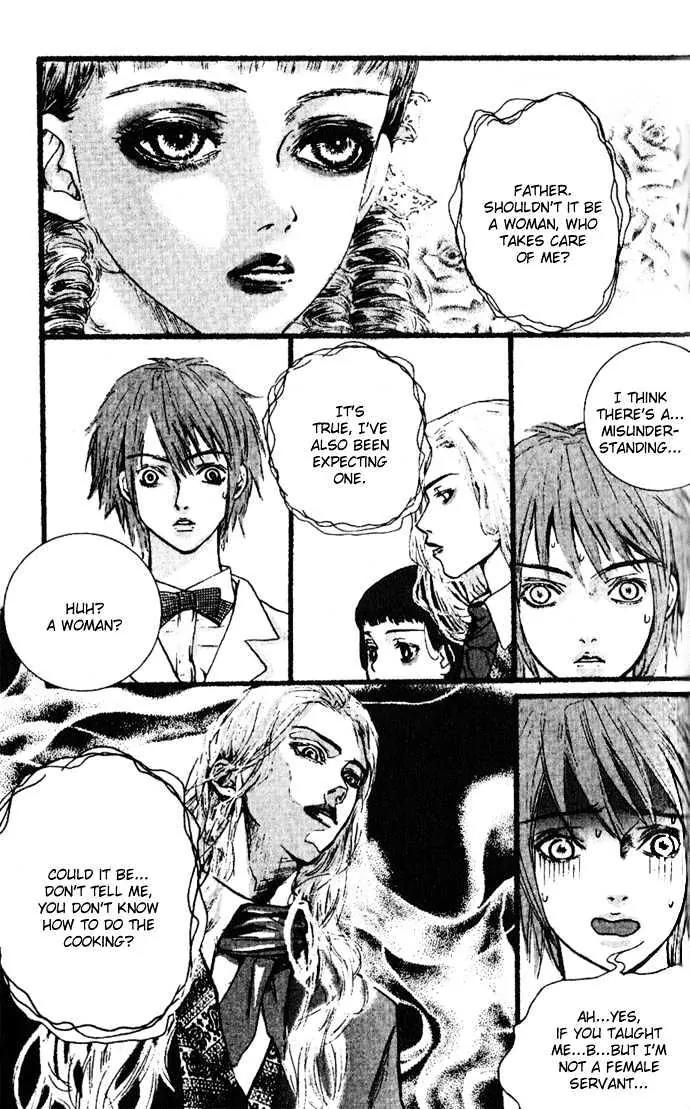 FATHER.
SHOULDN'T IT BE
A WOMAN, WHO
TAKES CARE
OF ME?
HUH?
A WOMAN?
IT'S
TRUE, I'VE
ALSO BEEN
EXPECTING
ONE.
I THINK
THERE'S A...
MISUNDER-
STANDING...
COULD IT BE...
DON'T TELL ME,
YOU DON'T KNOW
HOW TO DO THE
COOKING?
AH...YES,
IF YOU TAUGHT
ME...B...BUT I'M
NOT A FEMALE
SERVANT...